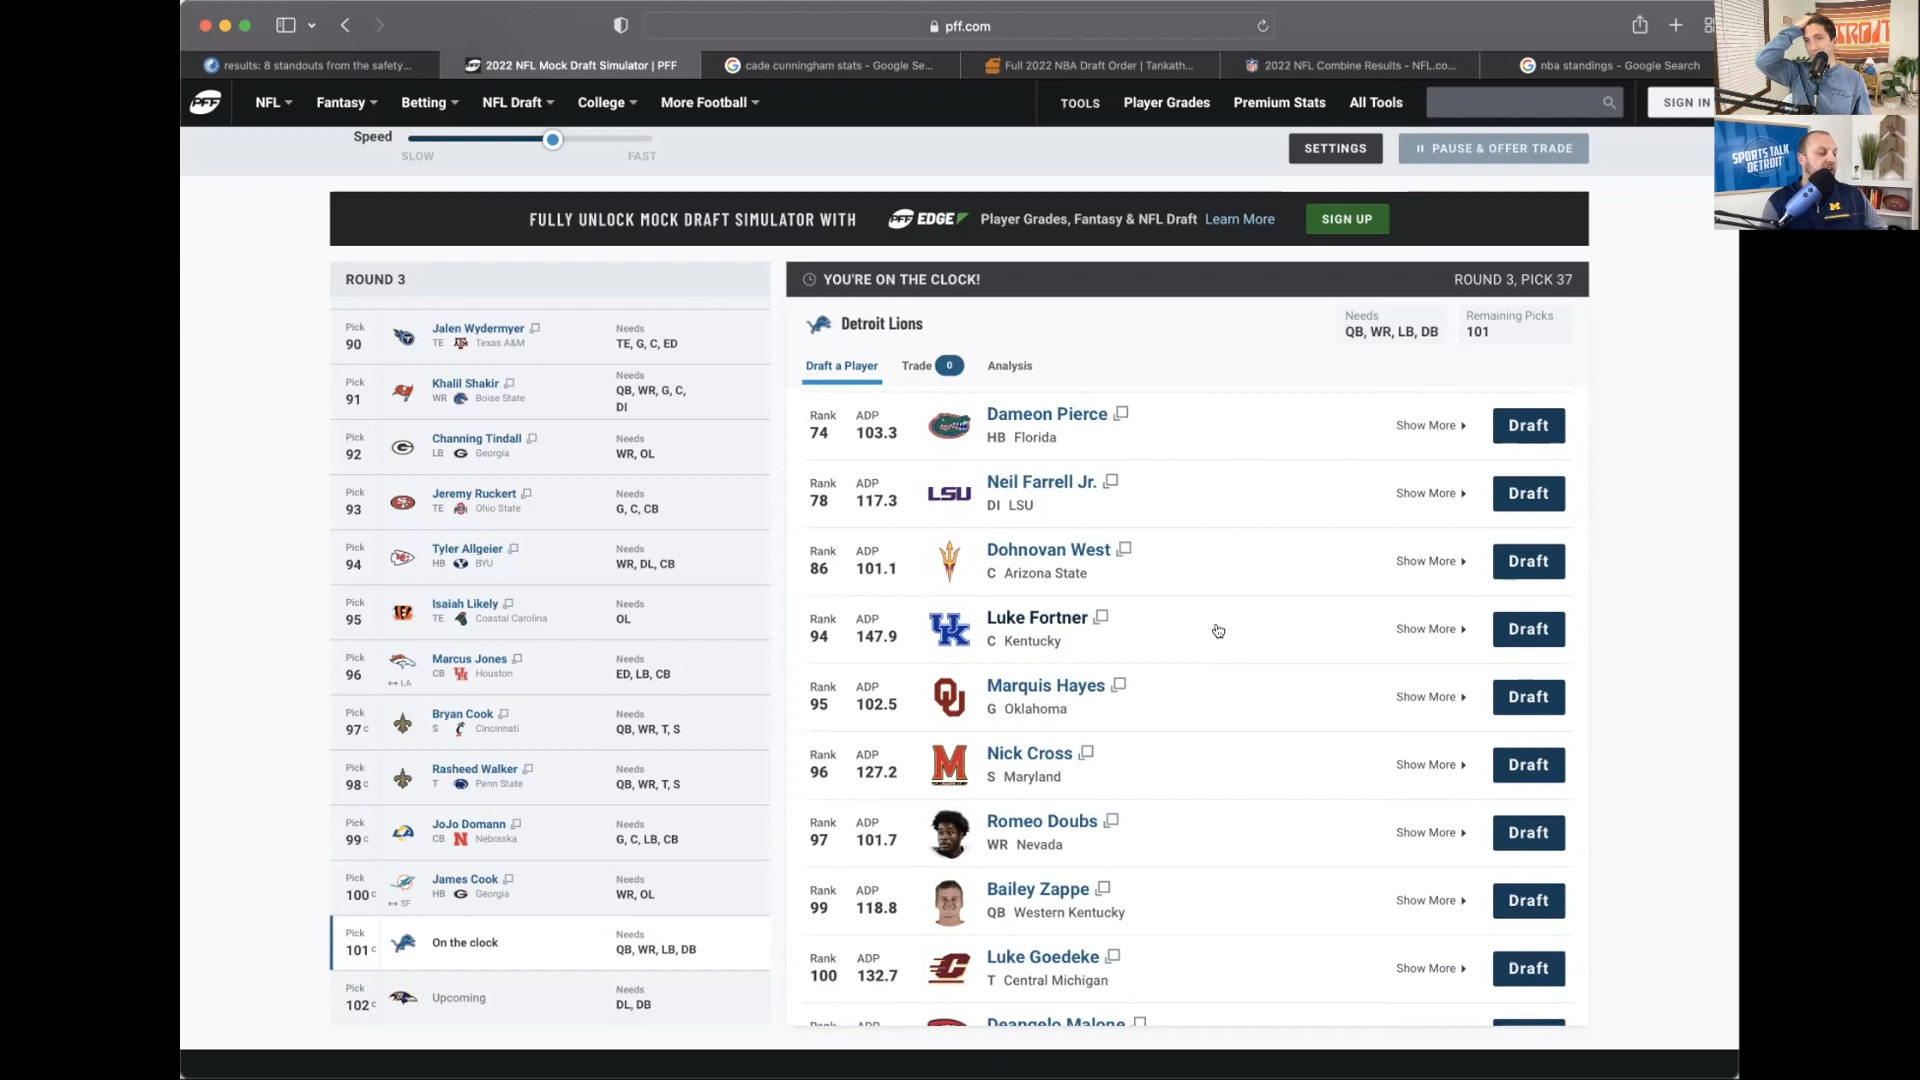 pff.com
results: 8 standouts from the safety...
2022 NFL Mock Draft Simulator | PFF
cade cunningham stats - Google Se...
Full 2022 NBA Draft Order | Tankath...
2022 NFL Combine Results - NFL.co...
nba standings - Google Search
PFF
NFL
Fantasy
Betting
NFL Draft
College
More Football
TOOLS
Player Grades
Premium Stats
All Tools
SIGN IN
SPORTS TALK
DETROIT
Speed
SLOW
FAST
SETTINGS
PAUSE & OFFER TRADE
FULLY UNLOCK MOCK DRAFT SIMULATOR WITH
PFF EDGE
Player Grades, Fantasy & NFL Draft Learn More
SIGN UP
ROUND 3
Pick
90
Jalen Wydermyer
TE Texas A&M
Needs
TE, G, C, ED
Pick
91
Khalil Shakir
WR Boise State
Needs
QB, WR, G, C,
DI
Pick
92
Channing Tindall
LB Georgia
Needs
WR, OL
Pick
93
Jeremy Ruckert
TE Ohio State
Needs
G, C, CB
Pick
94
Tyler Allgeier
HB BYU
Needs
WR, DL, CB
Pick
95
Isaiah Likely
TE Coastal Carolina
Needs
OL
Pick
96
↔ LA
Marcus Jones
CB Houston
Needs
ED, LB, CB
Pick
97 c
Bryan Cook
S Cincinnati
Needs
QB, WR, T, S
Pick
98 c
Rasheed Walker
T Penn State
Needs
QB, WR, T, S
Pick
99 c
JoJo Domann
CB Nebraska
Needs
G, C, LB, CB
Pick
100 c
↔ SF
James Cook
HB Georgia
Needs
WR, OL
Pick
101 c
On the clock
Needs
QB, WR, LB, DB
Pick
102 c
Upcoming
Needs
DL, DB
YOU'RE ON THE CLOCK!
ROUND 3, PICK 37
Detroit Lions
Needs
QB, WR, LB, DB
Remaining Picks
101
Draft a Player
Trade 0
Analysis
Rank ADP
74 103.3
Dameon Pierce
HB Florida
Show More
Draft
Rank ADP
78 117.3
LSU
Neil Farrell Jr.
DI LSU
Show More
Draft
Rank ADP
86 101.1
Dohnovan West
C Arizona State
Show More
Draft
Rank ADP
94 147.9
UK
Luke Fortner
C Kentucky
Show More
Draft
Rank ADP
95 102.5
OU
Marquis Hayes
G Oklahoma
Show More
Draft
Rank ADP
96 127.2
M
Nick Cross
S Maryland
Show More
Draft
Rank ADP
97 101.7
Romeo Doubs
WR Nevada
Show More
Draft
Rank ADP
99 118.8
Bailey Zappe
QB Western Kentucky
Show More
Draft
Rank ADP
100 132.7
C
Luke Goedeke
T Central Michigan
Show More
Draft
Rank ADP
Deangelo Malone